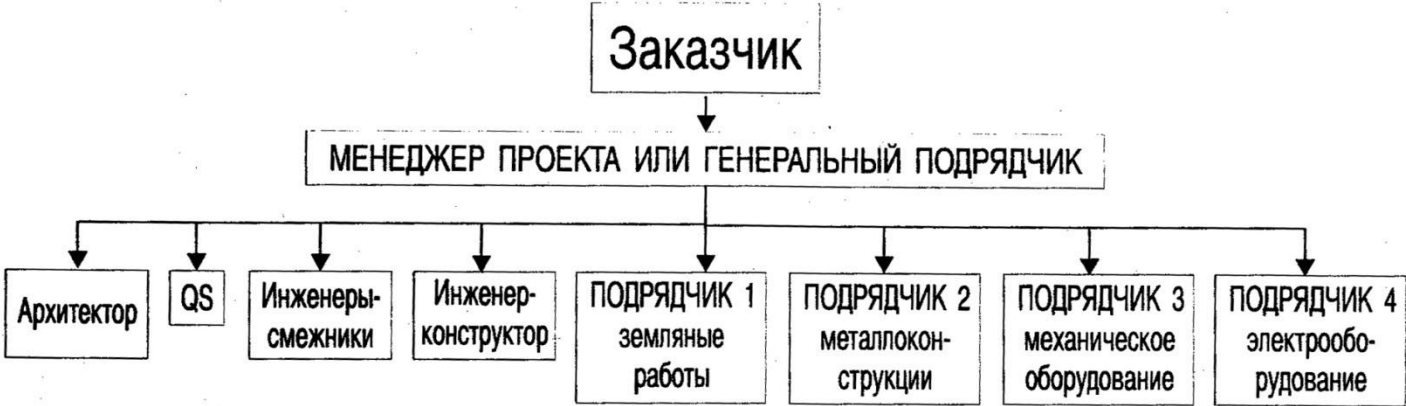 Заказчик
МЕНЕДЖЕР ПРОЕКТА ИЛИ ГЕНЕРАЛЬНЫЙ ПОДРЯДЧИК
Архитектор
QS
Инженеры-
смежники
Инженер-
конструктор
ПОДРЯДЧИК 1
земляные
работы
ПОДРЯДЧИК 2
металлокон-
струкции
ПОДРЯДЧИК 3
механическое
оборудование
ПОДРЯДЧИК 4
электрообо-
рудование